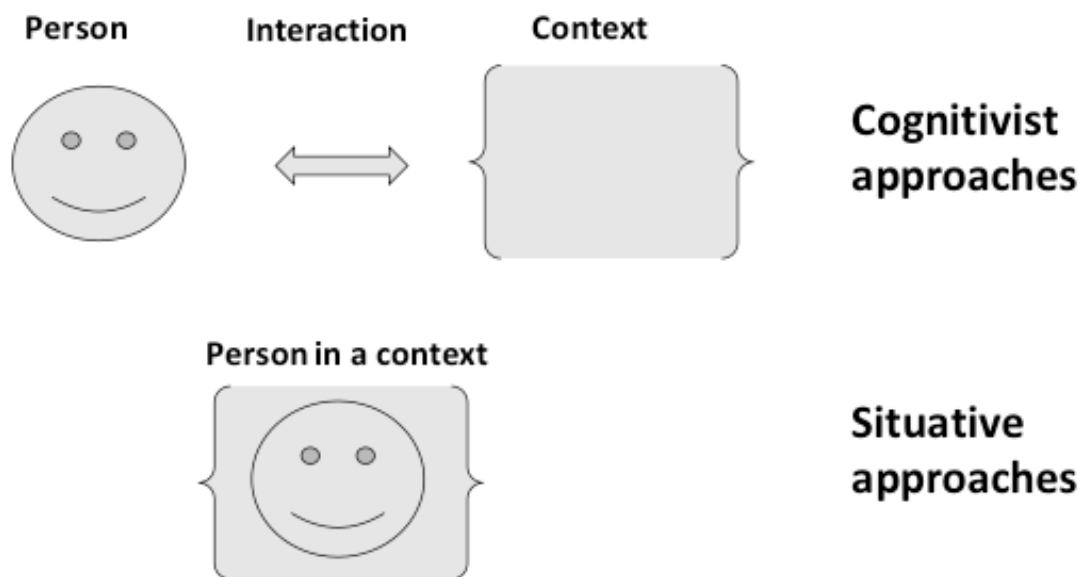 Person
Interaction
Context
Cognitivist
approaches
Person in a context
Situative
approaches